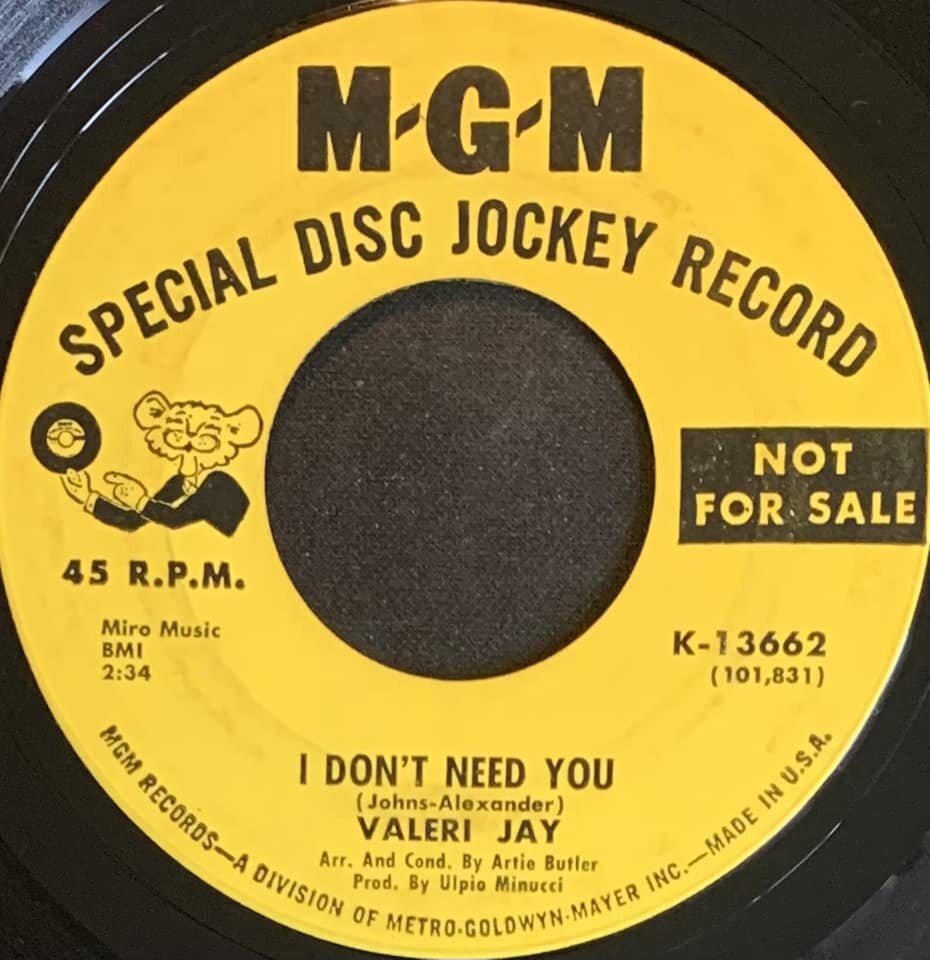 M-G-M
SPECIAL DISC JOCKEY RECORD
NOT
FOR SALE
45 R.P.M.
Miro Music
BMI
2:34
K-13662
(101,831)
I DON'T NEED YOU
(Johns-Alexander)
VALERI JAY
Arr. And Cond. By Artie Butler
Prod. By Ulpio Minucci
MGM RECORDS—A DIVISION OF METRO-GOLDWYN-MAYER INC.—MADE IN U.S.A.